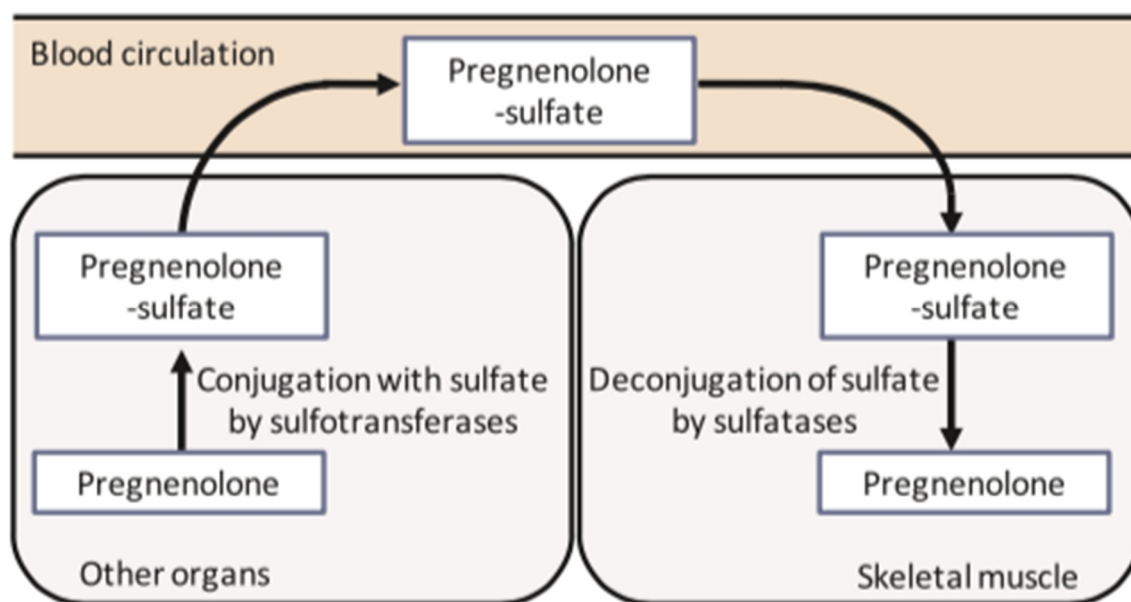 Blood circulation
Pregnenolone
-sulfate
Pregnenolone
-sulfate
Conjugation with sulfate
by sulfotransferases
Pregnenolone
Other organs
Pregnenolone
-sulfate
Deconjugation of sulfate
by sulfatases
Pregnenolone
Skeletal muscle